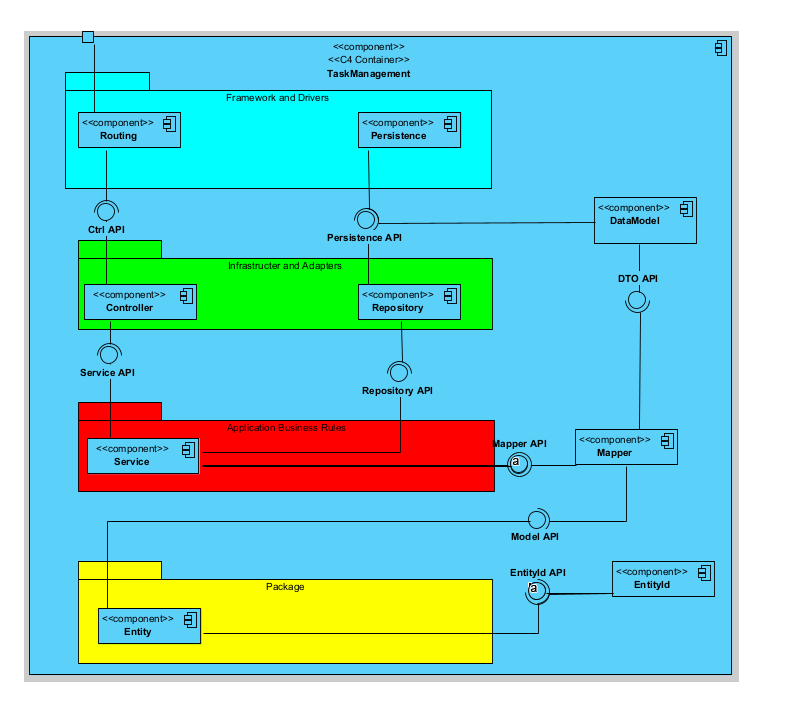 <<component>>
<<C4 Container>>
TaskManagement
Framework and Drivers
<<component>>
Routing
<<component>>
Persistence
<<component>>
DataModel
Ctrl API
Persistence API
Infrastructer and Adapters
DTO API
<<component>>
Controller
<<component>>
Repository
Service API
Repository API
Application Business Rules
<<component>>
Service
Mapper API
a
<<component>>
Mapper
Model API
EntityId API
Package
a
<<component>>
EntityId
<<component>>
Entity